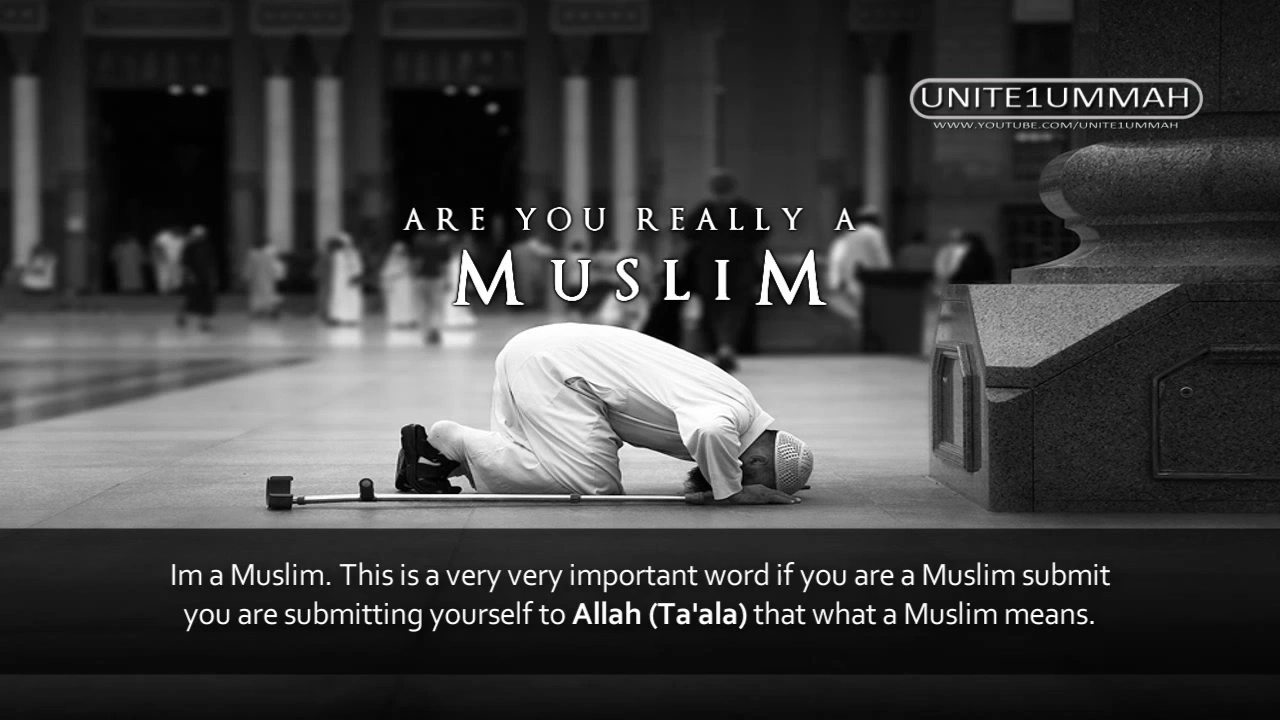 UNITE1UMMAH
WWW.YOUTUBE.COM/UNITE1UMMAH
ARE YOU REALLY A
MUSLIM
Im a Muslim. This is a very very important word if you are a Muslim submit
you are submitting yourself to Allah (Ta'ala) that what a Muslim means.